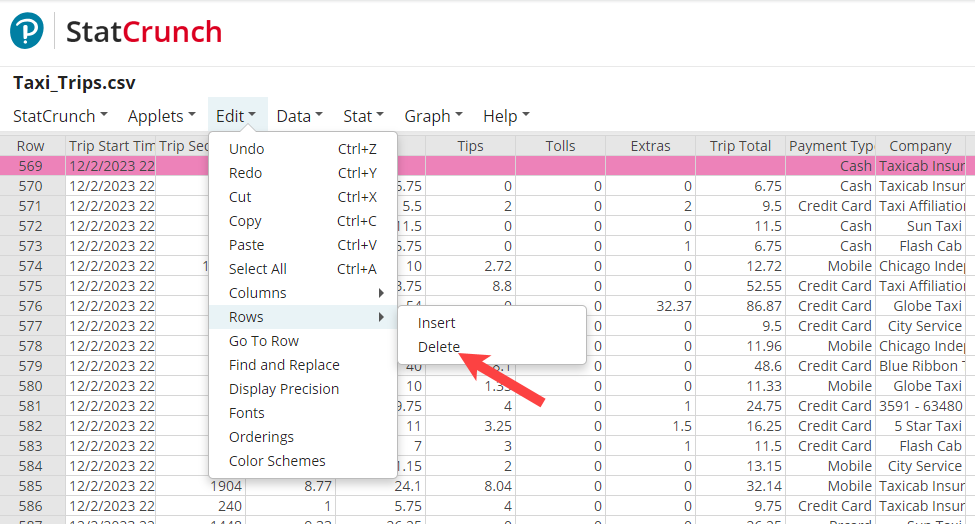 StatCrunch
Taxi_Trips.csv
StatCrunch Applets Edit Data Stat Graph Help
Row Trip Start Tim Trip Sec Tips Tolls Extras Trip Total Payment Typ Company
569 12/2/2023 22 Cash Taxicab Insur
570 12/2/2023 22 5.75 0 0 0 6.75 Cash Taxicab Insur
571 12/2/2023 22 5.5 2 0 2 9.5 Credit Card Taxi Affiliation
572 12/2/2023 22 11.5 0 0 0 11.5 Cash Sun Taxi
573 12/2/2023 22 5.75 0 0 1 6.75 Cash Flash Cab
574 12/2/2023 22 1 10 2.72 0 0 12.72 Mobile Chicago Indep
575 12/2/2023 22 3.75 8.8 0 0 52.55 Credit Card Taxi Affiliation
576 12/2/2023 22 54 0 32.37 86.87 Credit Card Globe Taxi
577 12/2/2023 22 0 9.5 Credit Card City Service
578 12/2/2023 22 0 11.96 Mobile Chicago Indep
579 12/2/2023 22 40 8.1 0 0 48.6 Credit Card Blue Ribbon T
580 12/2/2023 22 10 1.33 0 0 11.33 Mobile Globe Taxi
581 12/2/2023 22 9.75 4 0 1 24.75 Credit Card 3591 - 63480
582 12/2/2023 22 11 3.25 0 1.5 16.25 Credit Card 5 Star Taxi
583 12/2/2023 22 7 3 0 1 11.5 Credit Card Flash Cab
584 12/2/2023 22 1.15 2 0 0 13.15 Mobile City Service
585 12/2/2023 22 1904 8.77 24.1 8.04 0 0 32.14 Mobile Taxicab Insur
586 12/2/2023 22 240 1 5.75 4 0 0 9.75 Credit Card Taxicab Insur
Undo Ctrl+Z
Redo Ctrl+Y
Cut Ctrl+X
Copy Ctrl+C
Paste Ctrl+V
Select All Ctrl+A
Columns
Rows
Go To Row
Find and Replace
Display Precision
Fonts
Orderings
Color Schemes
Insert
Delete